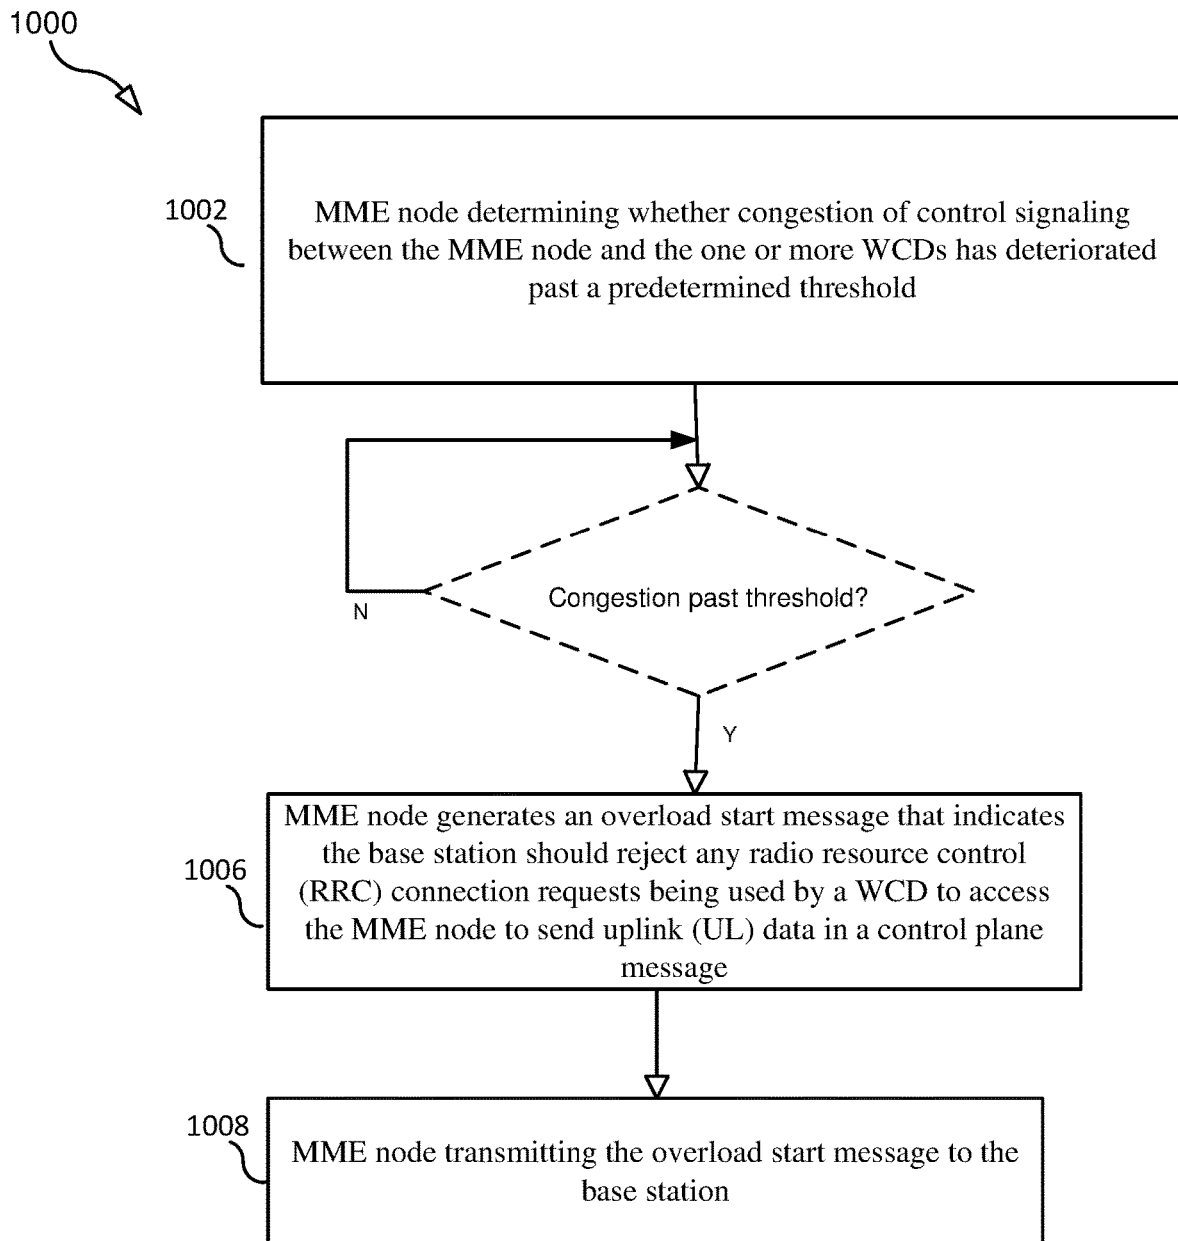 1000
1002
MME node determining whether congestion of control signaling
between the MME node and the one or more WCDs has deteriorated
past a predetermined threshold
Congestion past threshold?
N
Y
1006
MME node generates an overload start message that indicates
the base station should reject any radio resource control
(RRC) connection requests being used by a WCD to access
the MME node to send uplink (UL) data in a control plane
message
1008
MME node transmitting the overload start message to the
base station